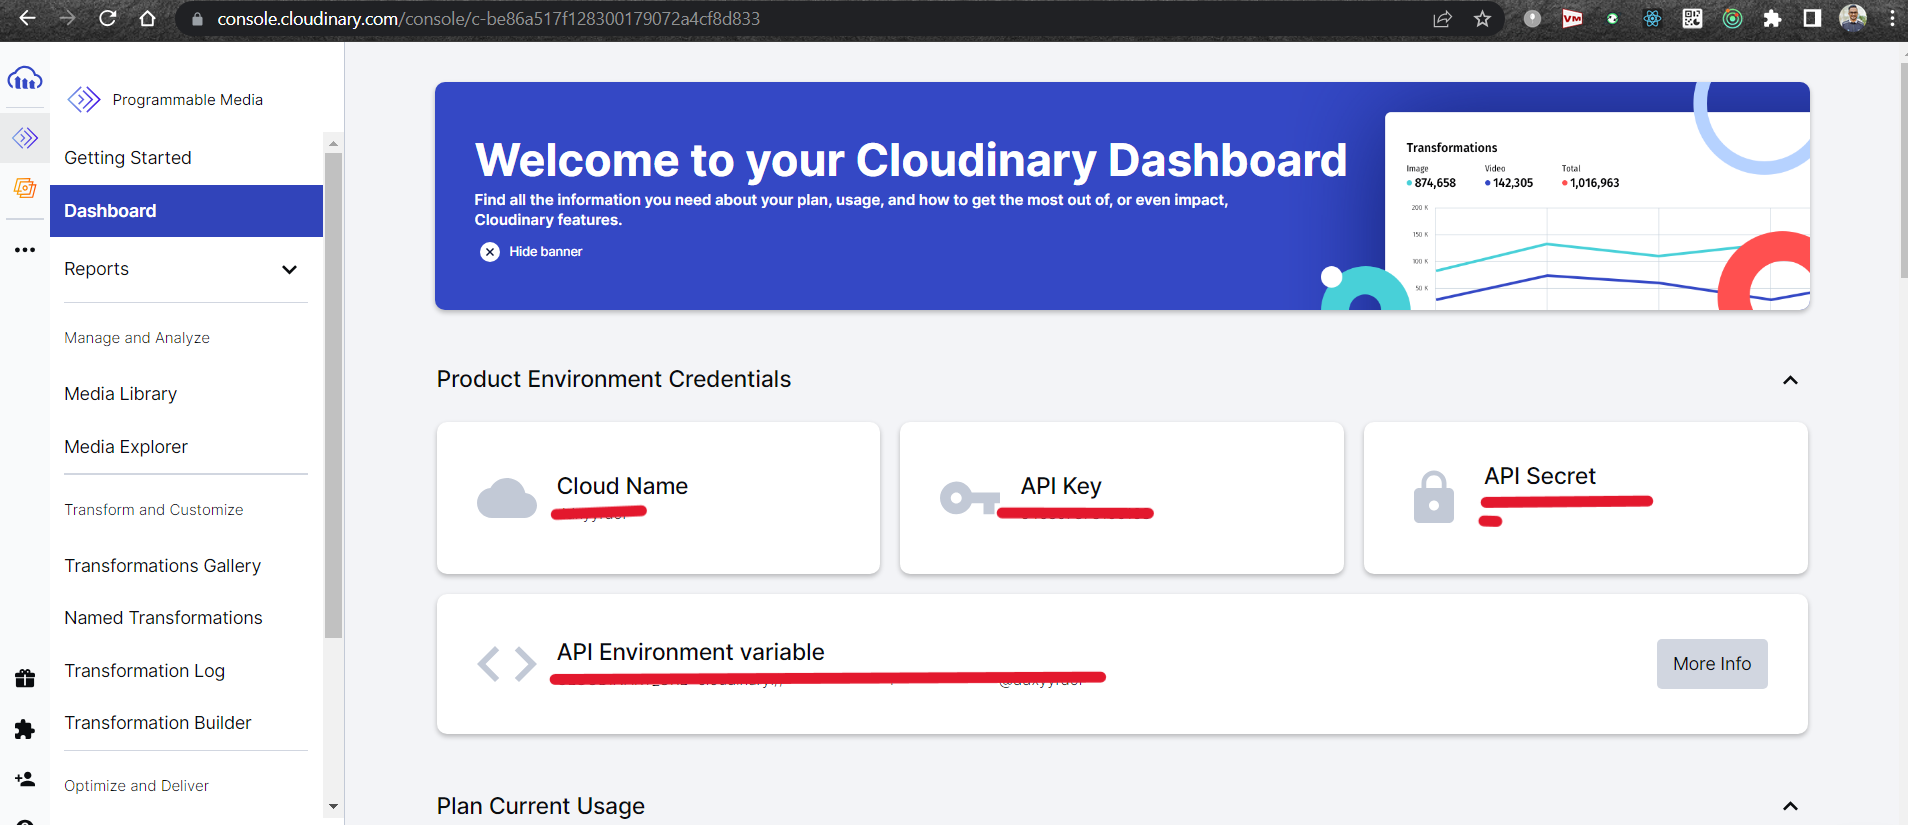 console.cloudinary.com/console/c-be86a517f128300179072a4cf8d833
VM
Programmable Media
Getting Started
Dashboard
Reports
Manage and Analyze
Media Library
Media Explorer
Transform and Customize
Transformations Gallery
Named Transformations
Transformation Log
Transformation Builder
Optimize and Deliver
Welcome to your Cloudinary Dashboard
Find all the information you need about your plan, usage, and how to get the most out of, or even impact,
Cloudinary features.
Hide banner
Transformations
Image Video Total
874,658 142,305 1,016,963
200 K
150 K
100 K
50 K
Product Environment Credentials
Cloud Name
API Key
API Secret
API Environment variable
More Info
Plan Current Usage